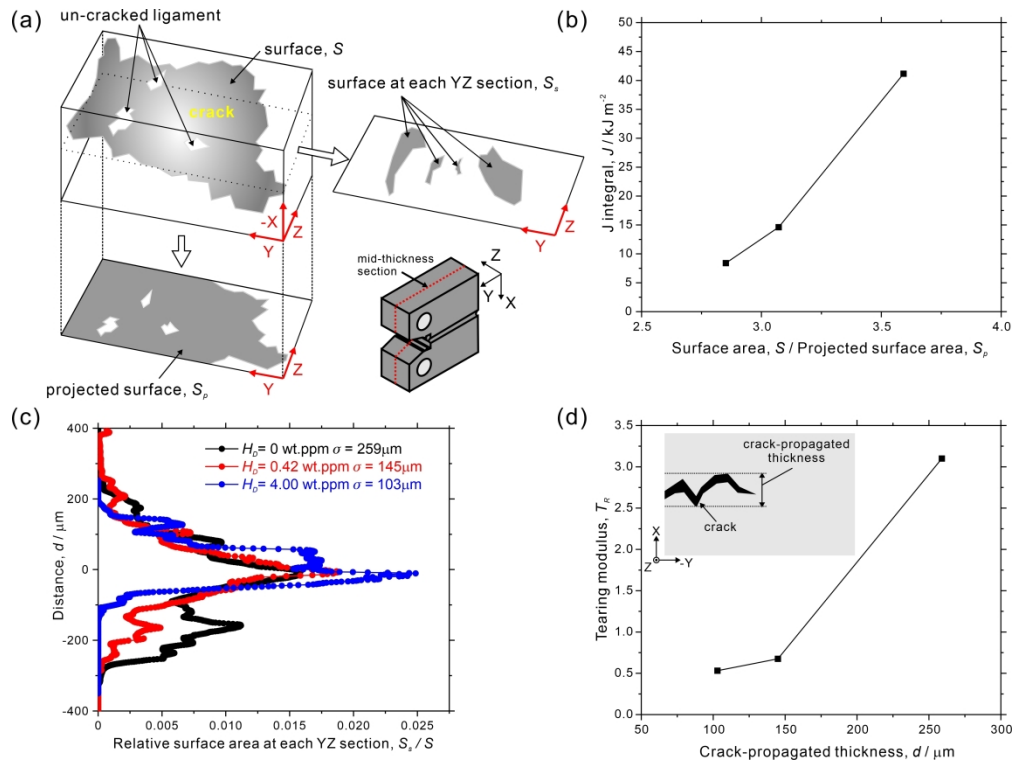 (a)
un-cracked ligament
surface, S
crack
surface at each YZ section, Sₛ
-X
Z
Y
Y
Z
mid-thickness
section
Z
Y
X
projected surface, Sₚ
Z
Y
(b)
J integral, J / kJ m⁻²
50
45
40
35
30
25
20
15
10
5
0
2.5
3.0
3.5
4.0
Surface area, S / Projected surface area, Sₚ
(c)
Distance, d / μm
400
200
0
-200
-400
H_D= 0 wt.ppm σ = 259μm
H_D= 0.42 wt.ppm σ = 145μm
H_D= 4.00 wt.ppm σ = 103μm
0
0.005
0.010
0.015
0.020
0.025
Relative surface area at each YZ section, Sₛ / S
(d)
Tearing modulus, T_R
3.5
3.0
2.5
2.0
1.5
1.0
0.5
0.0
crack-propagated
thickness
crack
X
Z
-Y
100
150
200
250
300
Crack-propagated thickness, d / μm